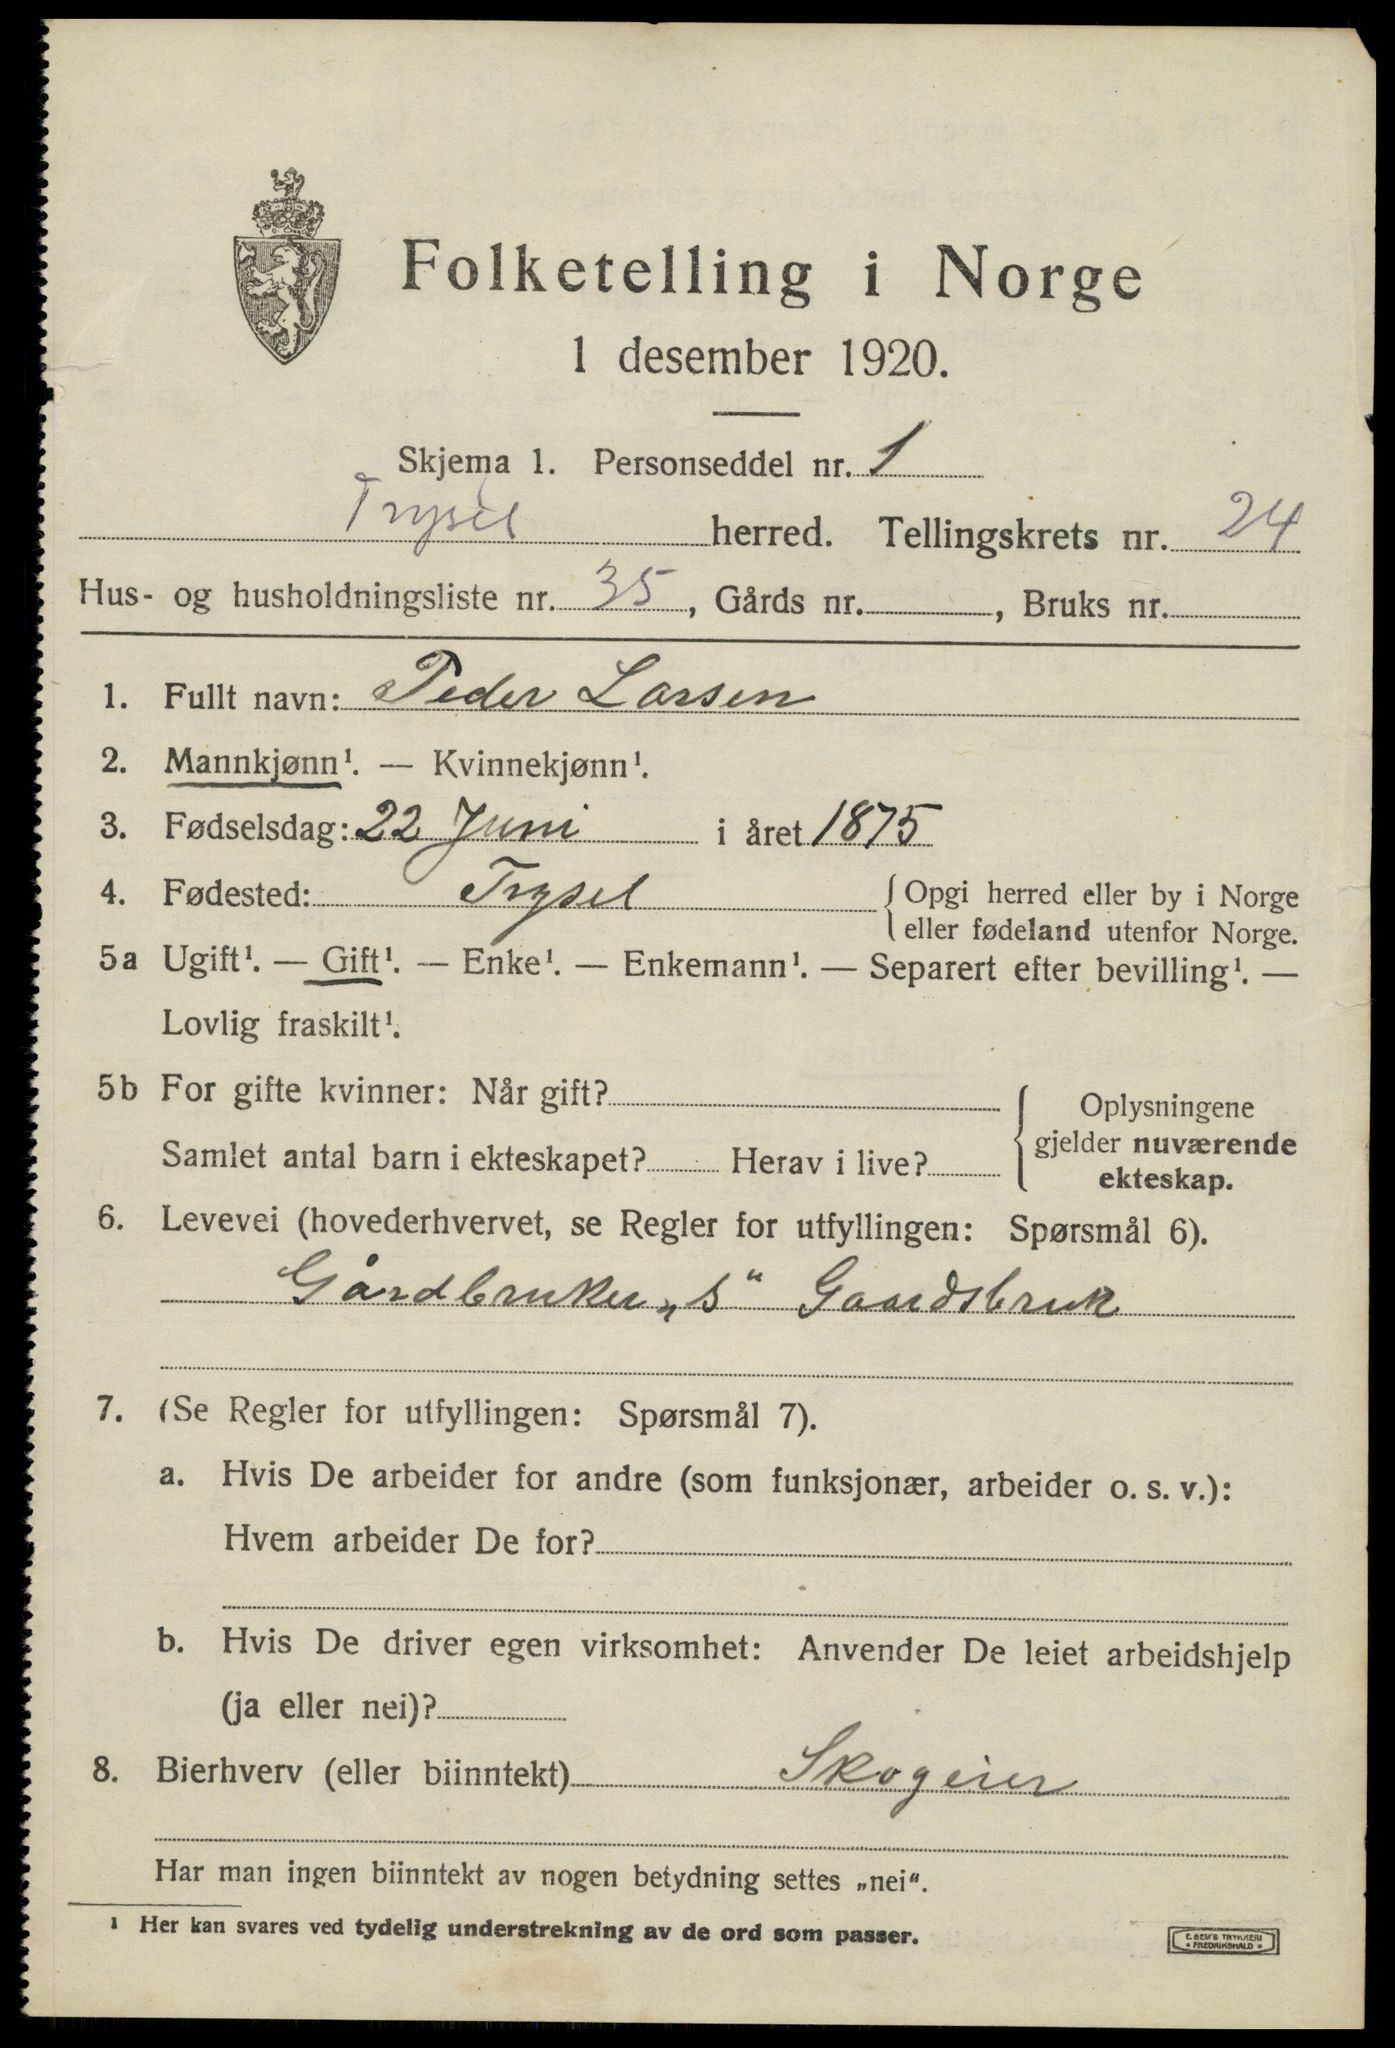 Folketelling i Norge
1 desember 1920.
Skjema 1. Personseddel nr. 1
Trysil herred. Tellingskrets nr. 24
Hus- og husholdningsliste nr. 35, Gårds nr. , Bruks nr.
1. Fullt navn: Peder Larsen
2. Mannkjønn¹. — Kvinnekjønn¹.
3. Fødselsdag: 22 Juni i året 1875
4. Fødested: Trysil { Opgi herred eller by i Norge
eller fødeland utenfor Norge.
5a Ugift¹. — Gift¹. — Enke¹. — Enkemann¹. — Separert efter bevilling¹. —
Lovlig fraskilt¹.
5b For gifte kvinner: Når gift?
Samlet antal barn i ekteskapet? Herav i live?
Oplysningene
gjelder nuværende
ekteskap.
6. Levevei (hovederhvervet, se Regler for utfyllingen: Spørsmål 6).
Gårdbruker „S“ Gaardsbruk
7. (Se Regler for utfyllingen: Spørsmål 7).
a. Hvis De arbeider for andre (som funksjonær, arbeider o. s. v.):
Hvem arbeider De for?
b. Hvis De driver egen virksomhet: Anvender De leiet arbeidshjelp
(ja eller nei)?
8. Bierhverv (eller biinntekt) Skogeier
Har man ingen biinntekt av nogen betydning settes „nei“.
¹ Her kan svares ved tydelig understrekning av de ord som passer.
E. SEM'S TRYKKERI
• FREDRIKSHALD •